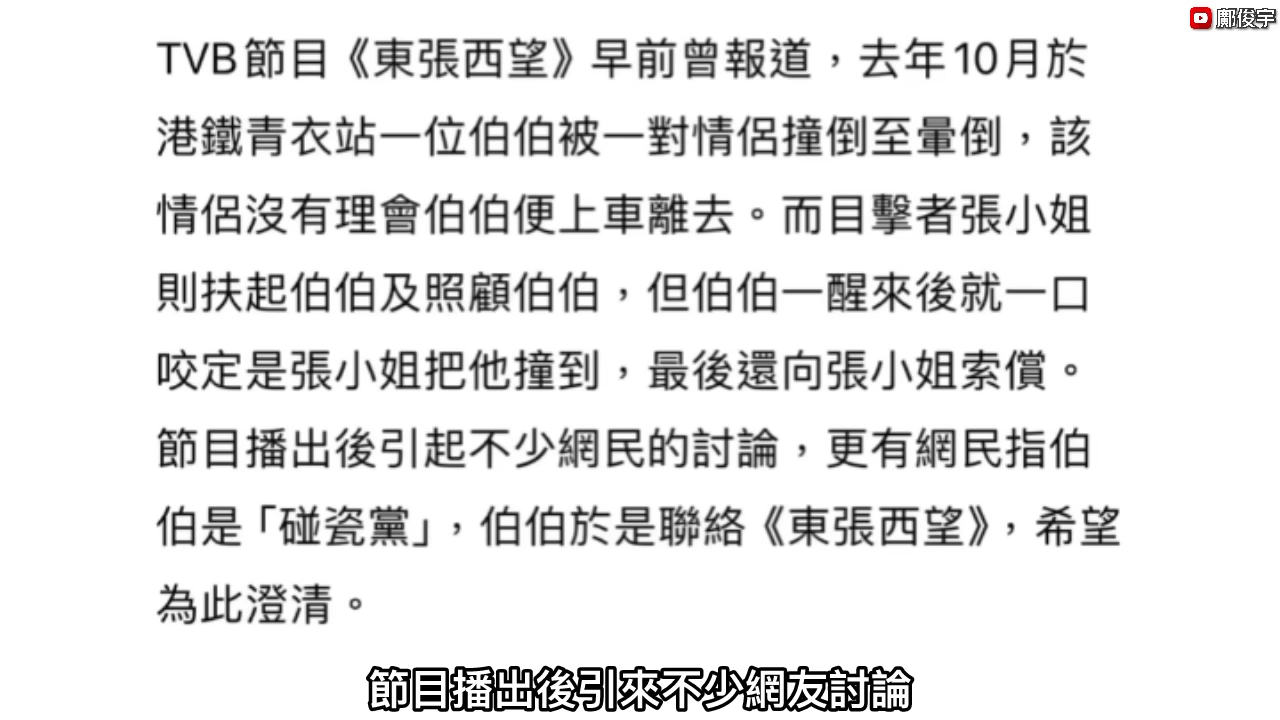 鄺俊宇
TVB節目《東張西望》早前曾報道，去年10月於
港鐵青衣站一位伯伯被一對情侶撞倒至暈倒，該
情侶沒有理會伯伯便上車離去。而目擊者張小姐
則扶起伯伯及照顧伯伯，但伯伯一醒來後就一口
咬定是張小姐把他撞到，最後還向張小姐索償。
節目播出後引起不少網民的討論，更有網民指伯
伯是「碰瓷黨」，伯伯於是聯絡《東張西望》，希望
為此澄清。
節目播出後引來不少網友討論